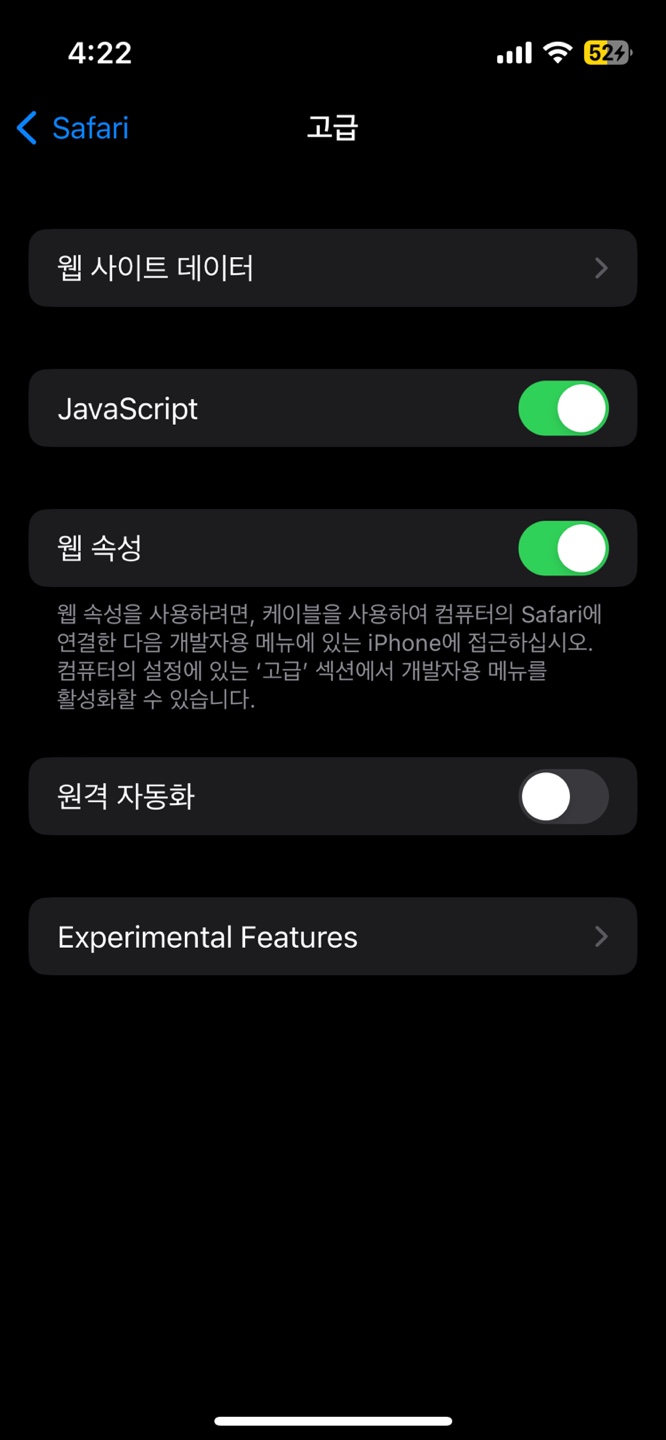 4:22
52
Safari
고급
웹 사이트 데이터
JavaScript
웹 속성
웹 속성을 사용하려면, 케이블을 사용하여 컴퓨터의 Safari에
연결한 다음 개발자용 메뉴에 있는 iPhone에 접근하십시오.
컴퓨터의 설정에 있는 ‘고급’ 섹션에서 개발자용 메뉴를
활성화할 수 있습니다.
원격 자동화
Experimental Features